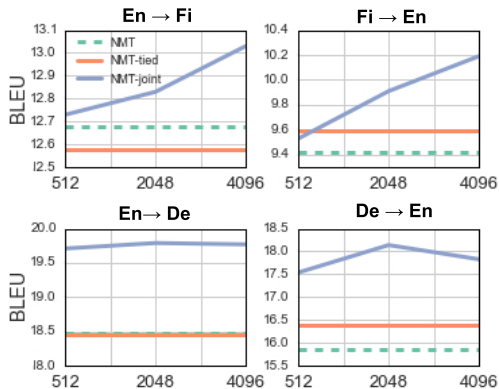 En → Fi
BLEU
13.1
13.0
12.9
12.8
12.7
12.6
12.5
NMT
NMT-tied
NMT-joint
512 2048 4096
Fi → En
10.4
10.2
10.0
9.8
9.6
9.4
512 2048 4096
En→ De
BLEU
20.0
19.5
19.0
18.5
18.0
512 2048 4096
De → En
18.5
18.0
17.5
17.0
16.5
16.0
15.5
512 2048 4096